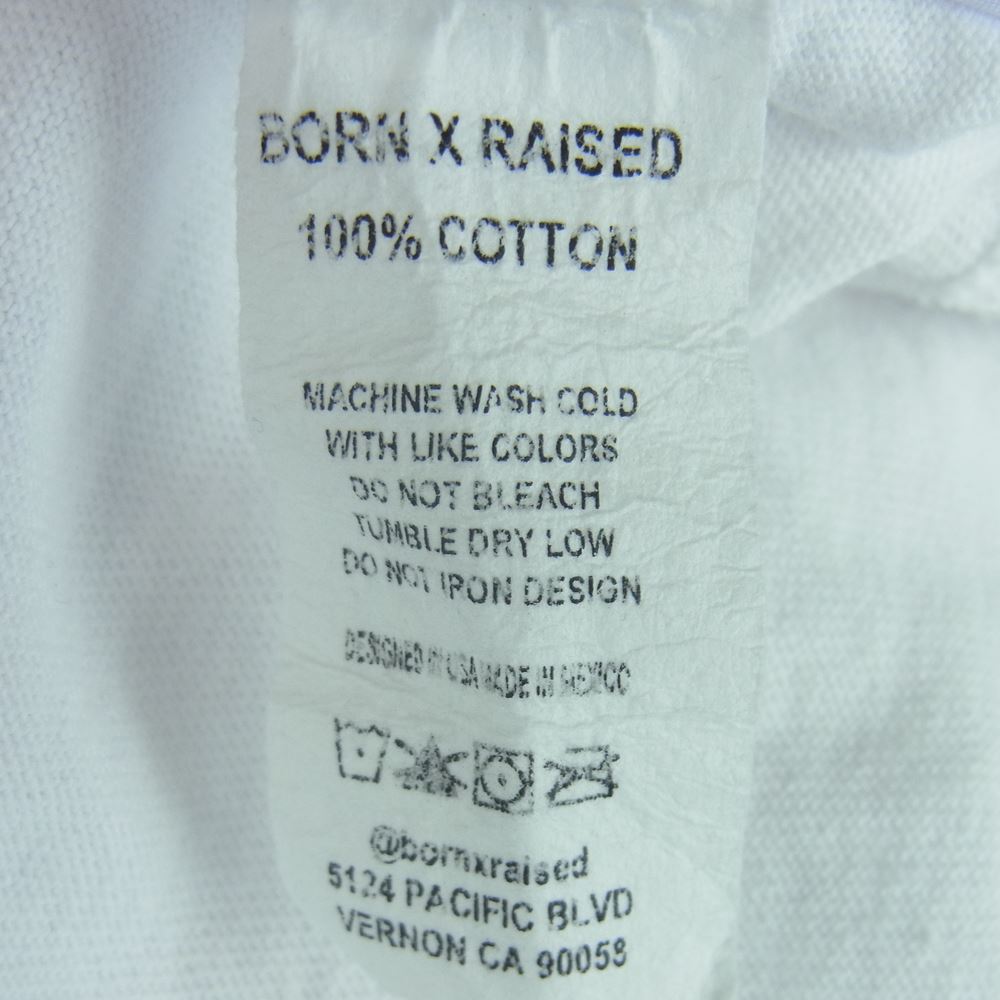 BORN X RAISED
100% COTTON
MACHINE WASH COLD
WITH LIKE COLORS
DO NOT BLEACH
TUMBLE DRY LOW
DO NOT IRON DESIGN
DESIGNED IN USA MADE IN MEXICO
@bornxraised
5124 PACIFIC BLVD
VERNON CA 90058